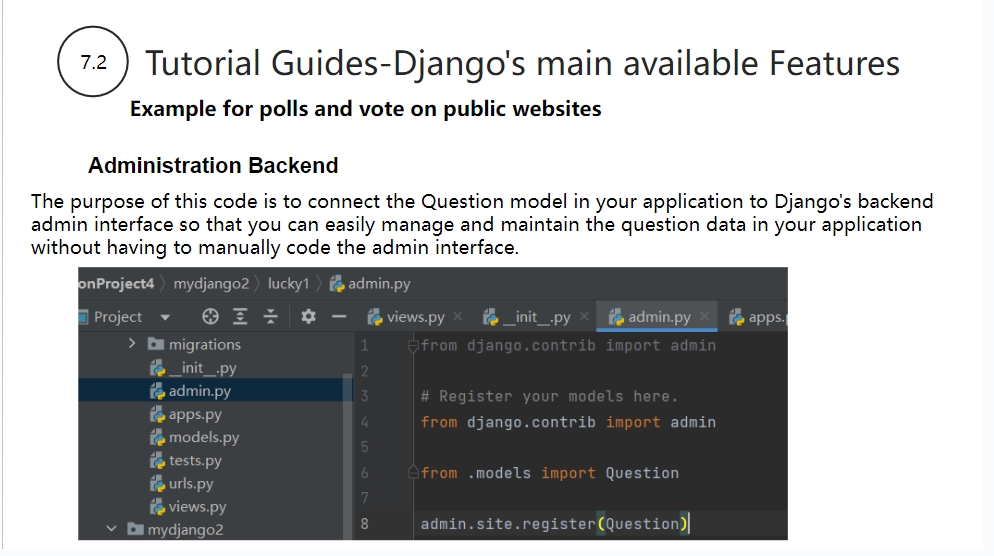 7.2
Tutorial Guides-Django's main available Features
Example for polls and vote on public websites
Administration Backend
The purpose of this code is to connect the Question model in your application to Django's backend
admin interface so that you can easily manage and maintain the question data in your application
without having to manually code the admin interface.
onProject4 mydjango2 lucky1 admin.py
Project views.py __init__.py admin.py apps.p
migrations
__init__.py
admin.py
apps.py
models.py
tests.py
urls.py
views.py
mydjango2
1 from django.contrib import admin
2
3 # Register your models here.
4 from django.contrib import admin
5
6 from .models import Question
7
8 admin.site.register(Question)